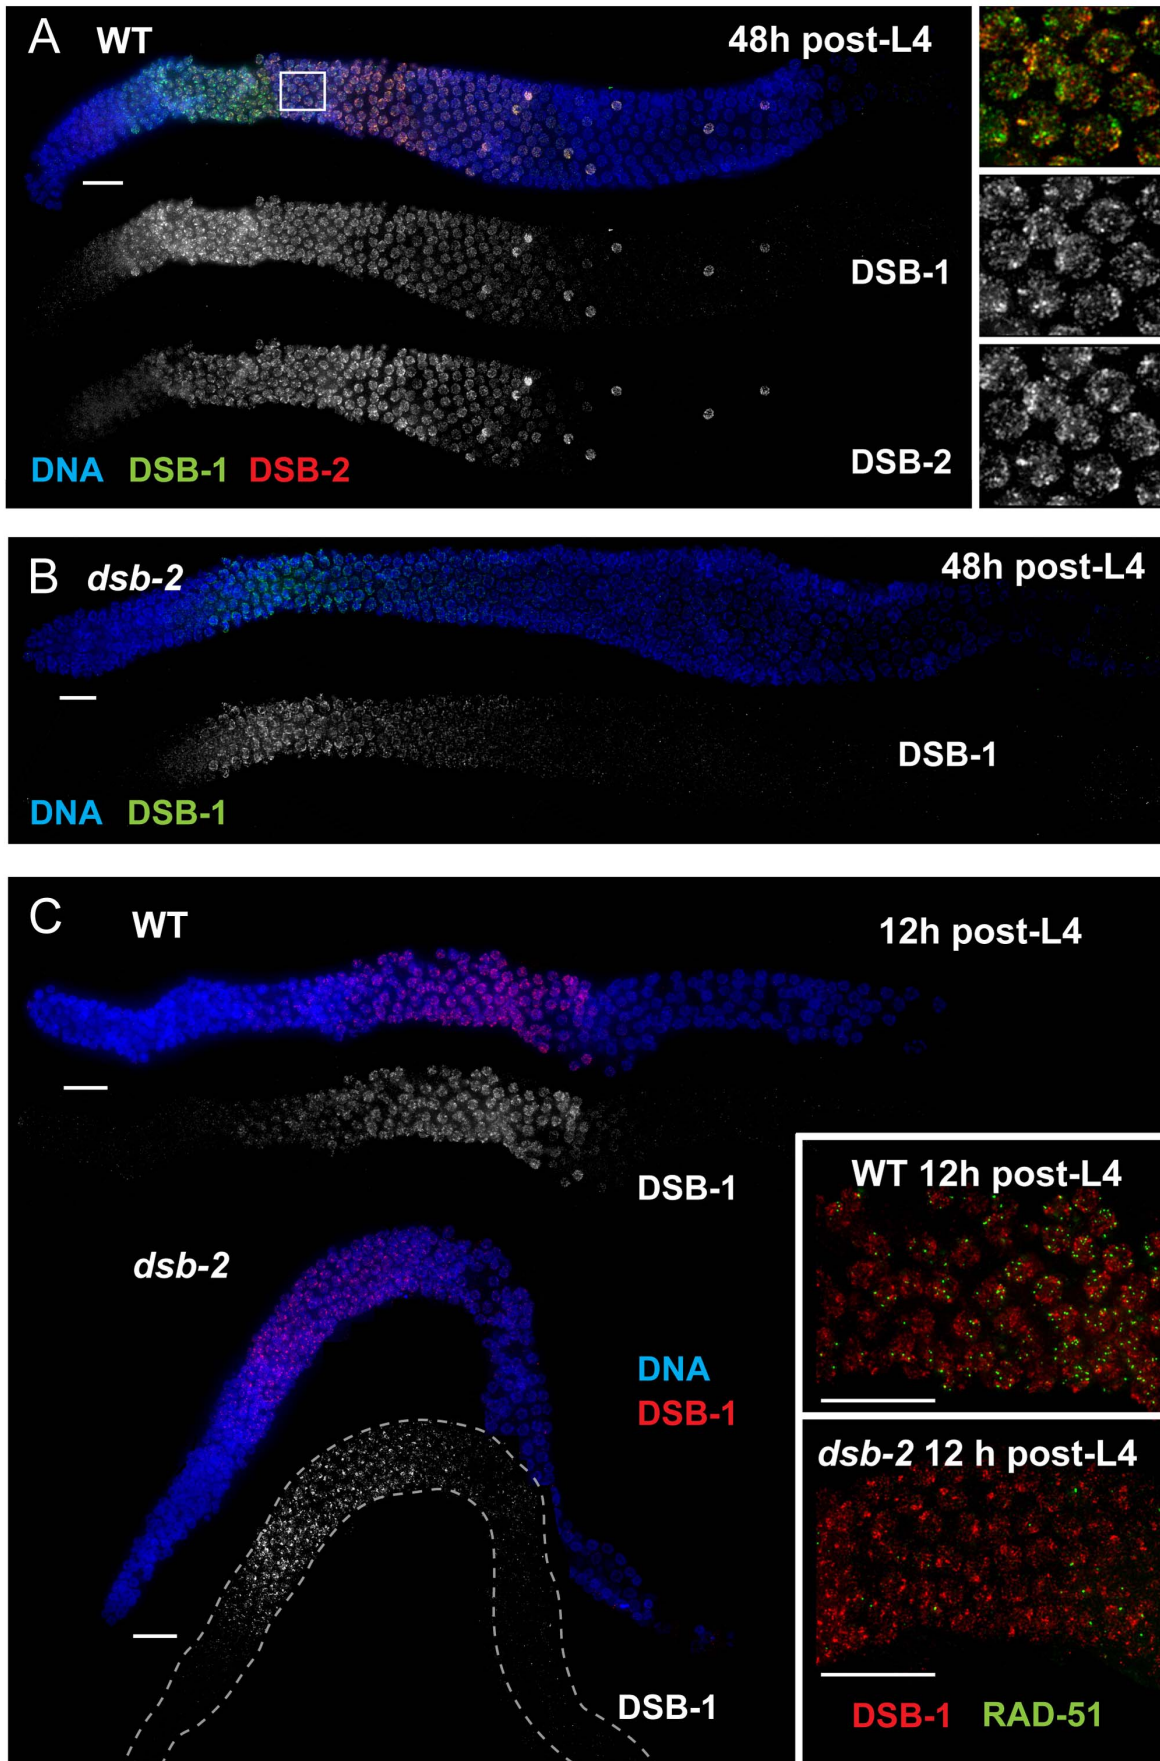 A WT 48h post-L4
DSB-1
DSB-2
DNA DSB-1 DSB-2
B dsb-2 48h post-L4
DSB-1
DNA DSB-1
C WT 12h post-L4
DSB-1
WT 12h post-L4
dsb-2
DNA
DSB-1
dsb-2 12 h post-L4
DSB-1
DSB-1 RAD-51